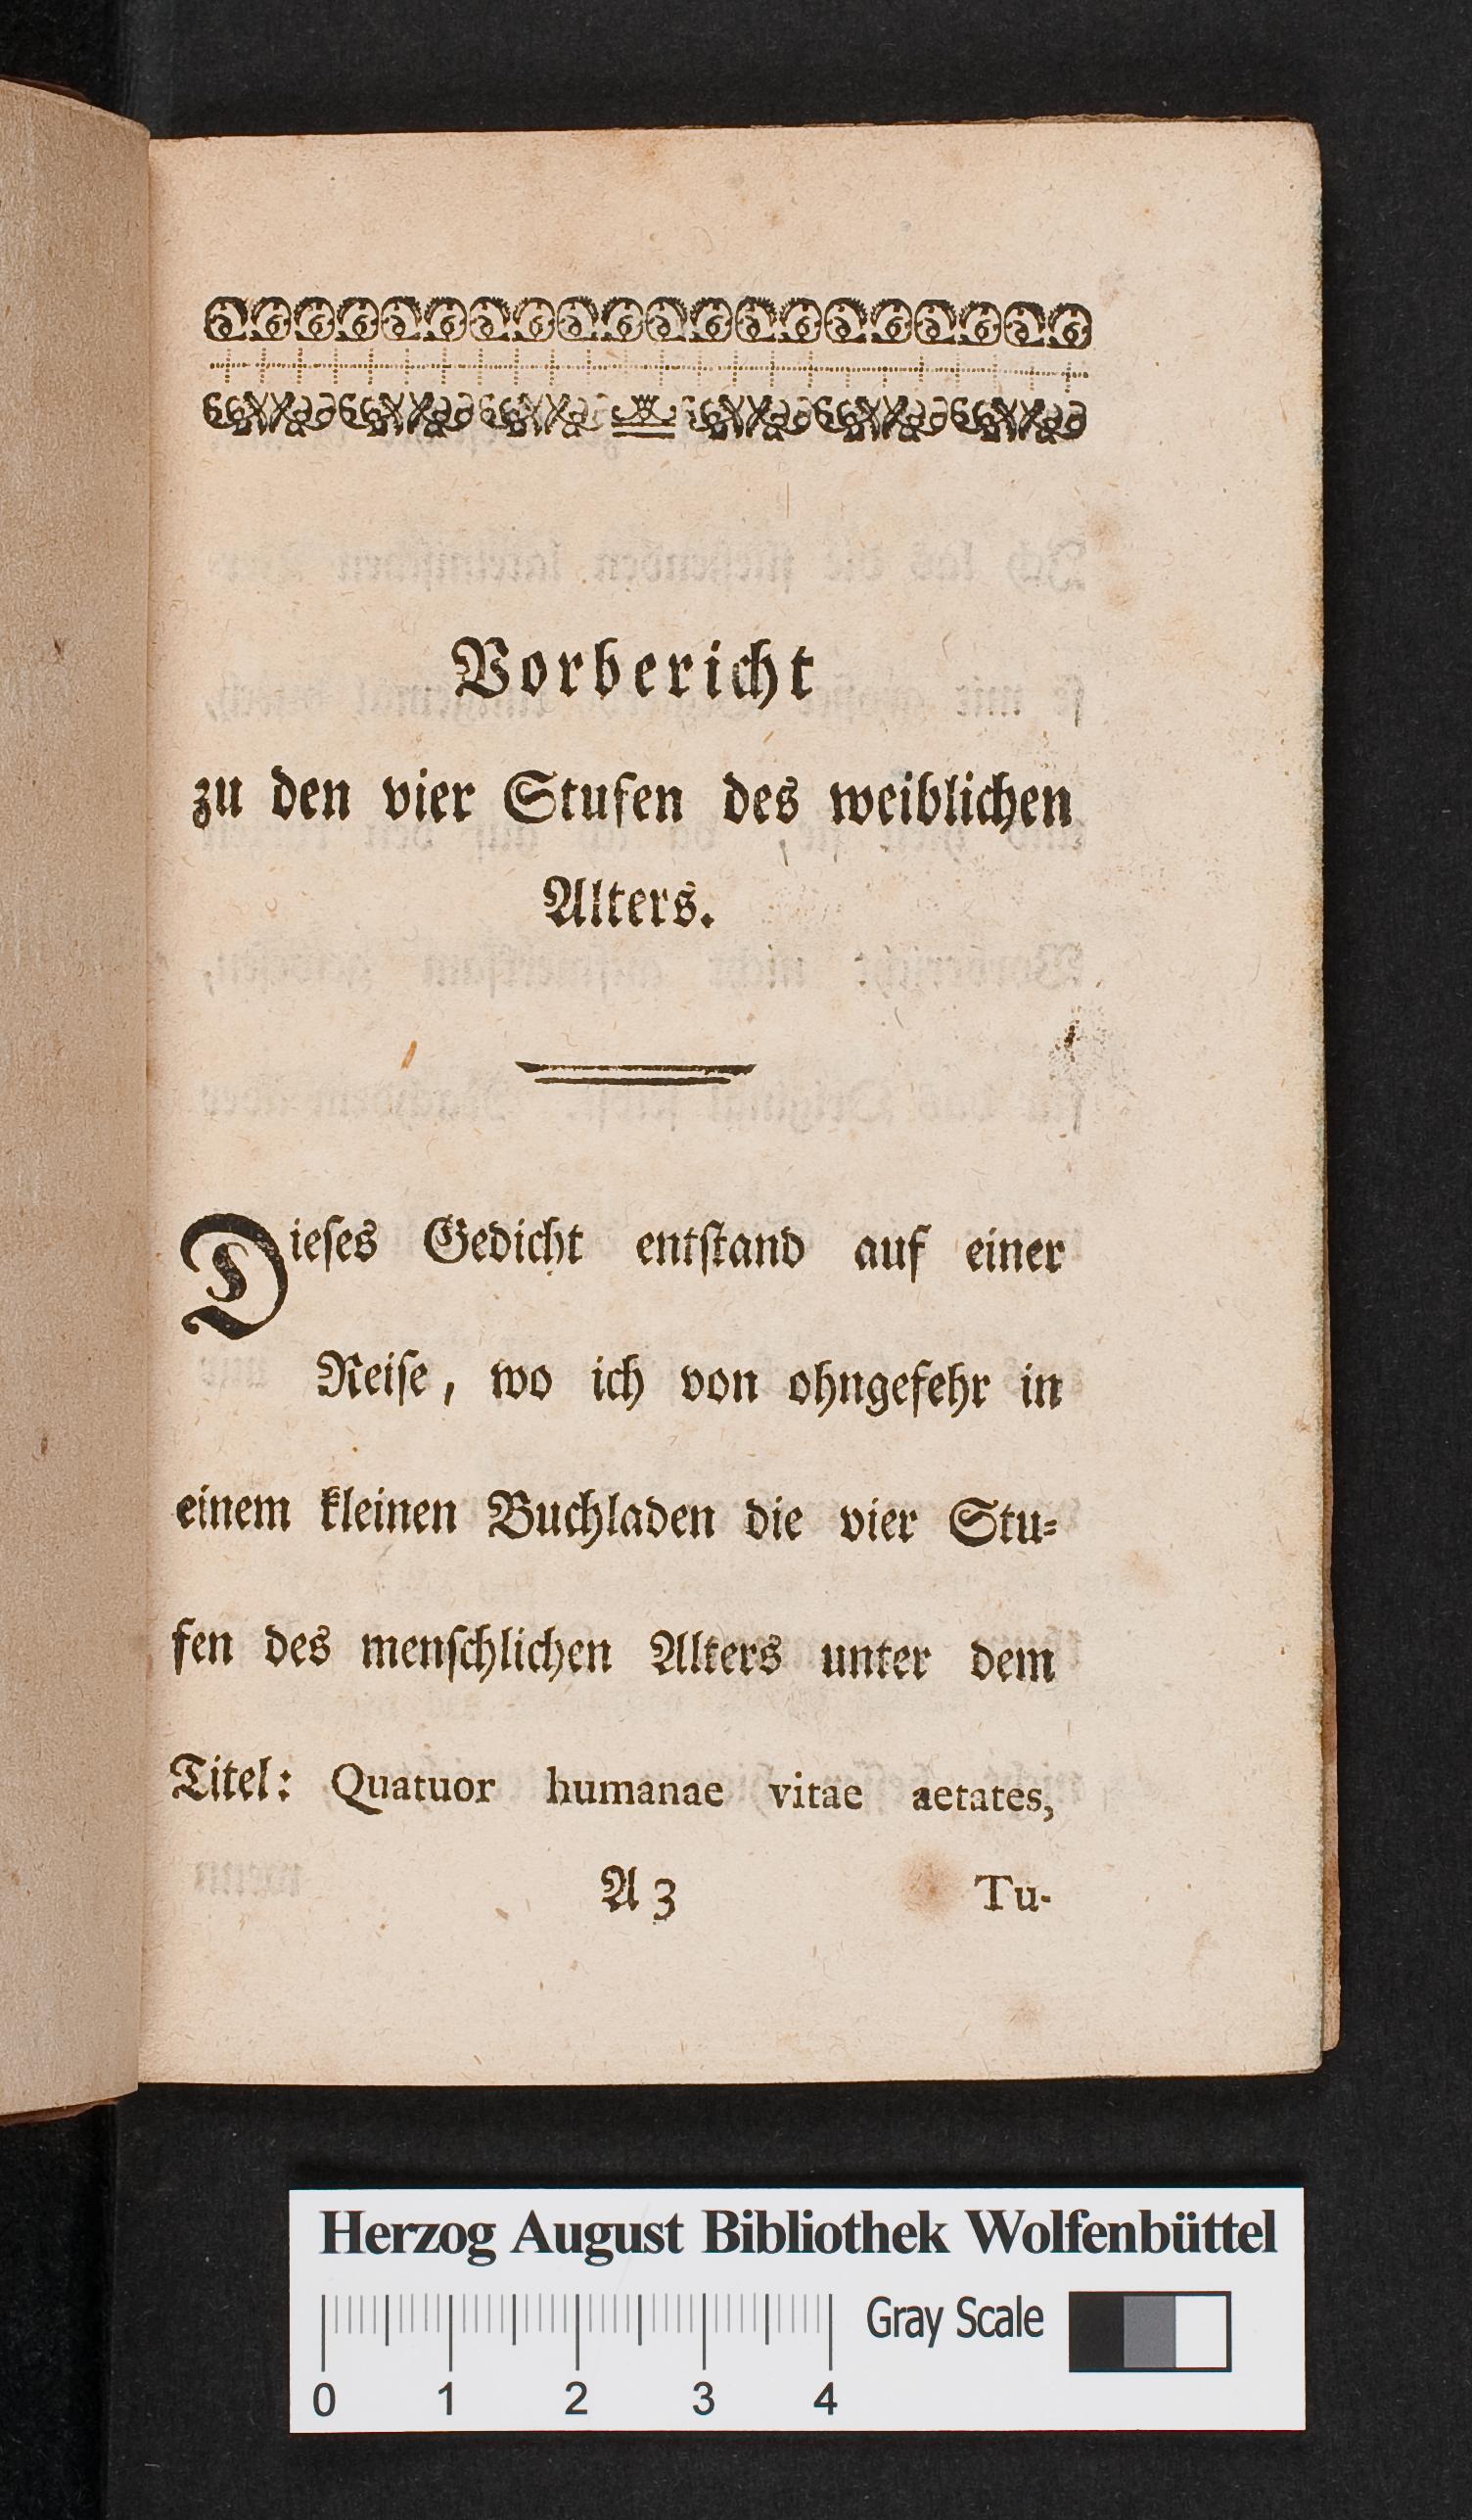 Vorbericht
zu den vier Stufen des weiblichen
Alters.
Dieſes Gedicht entſtand auf einer
Reiſe, wo ich von ohngefehr in
einem kleinen Buchladen die vier Stu⸗
fen des menſchlichen Alters unter dem
Titel: Quatuor humanae vitae aetates,
A 3 Tu-
Herzog August Bibliothek Wolfenbüttel
Gray Scale
0 1 2 3 4